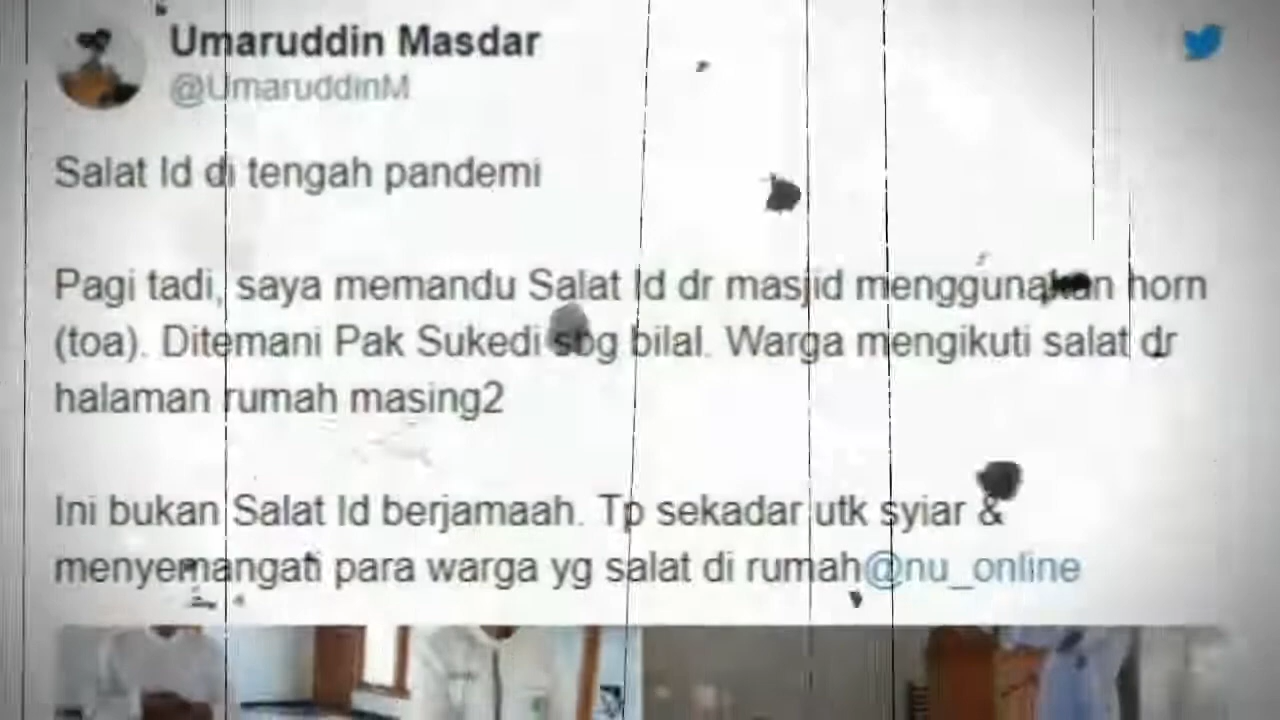 Umaruddin Masdar
@UmaruddinM
Salat Id di tengah pandemi
Pagi tadi, saya memandu Salat Id dr masjid menggunakan horn
(toa). Ditemani Pak Sukedi sbg bilal. Warga mengikuti salat dr
halaman rumah masing2
Ini bukan Salat Id berjamaah. Tp sekadar utk syiar &
menyemangati para warga yg salat di rumah@nu_online